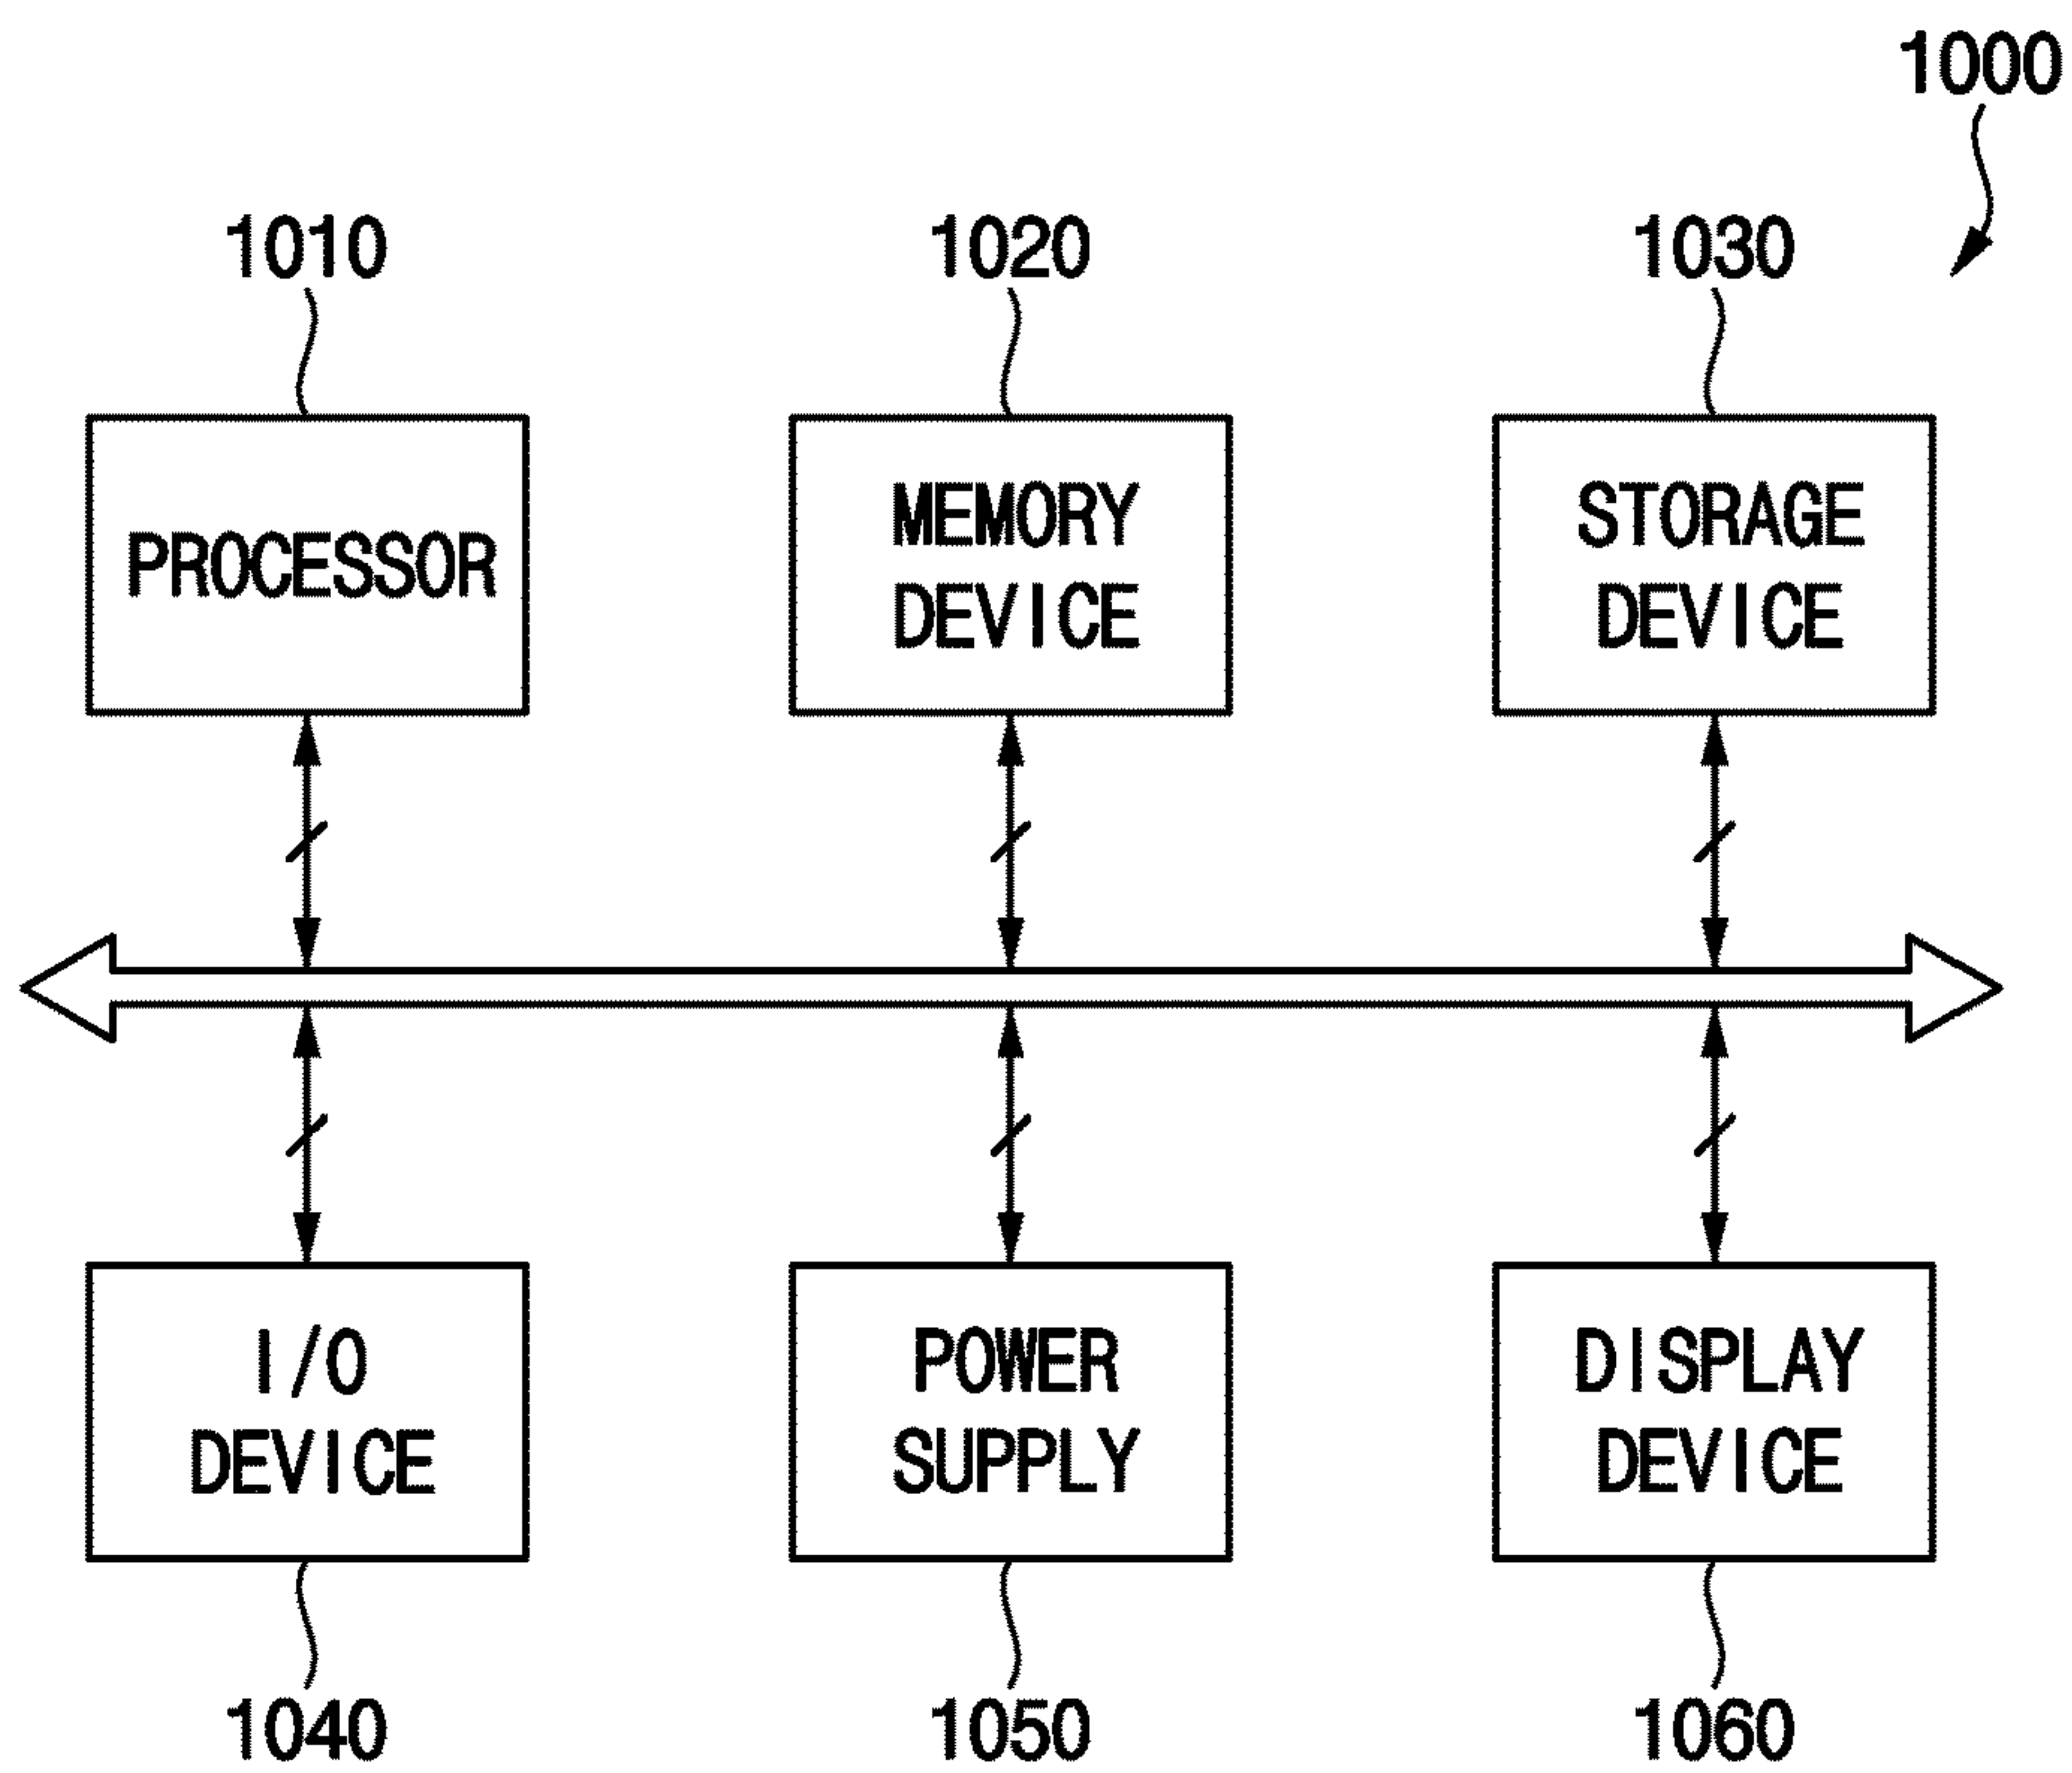 1000
1010
1020
1030
PROCESSOR
MEMORY
DEVICE
STORAGE
DEVICE
I/O
DEVICE
POWER
SUPPLY
DISPLAY
DEVICE
1040
1050
1060